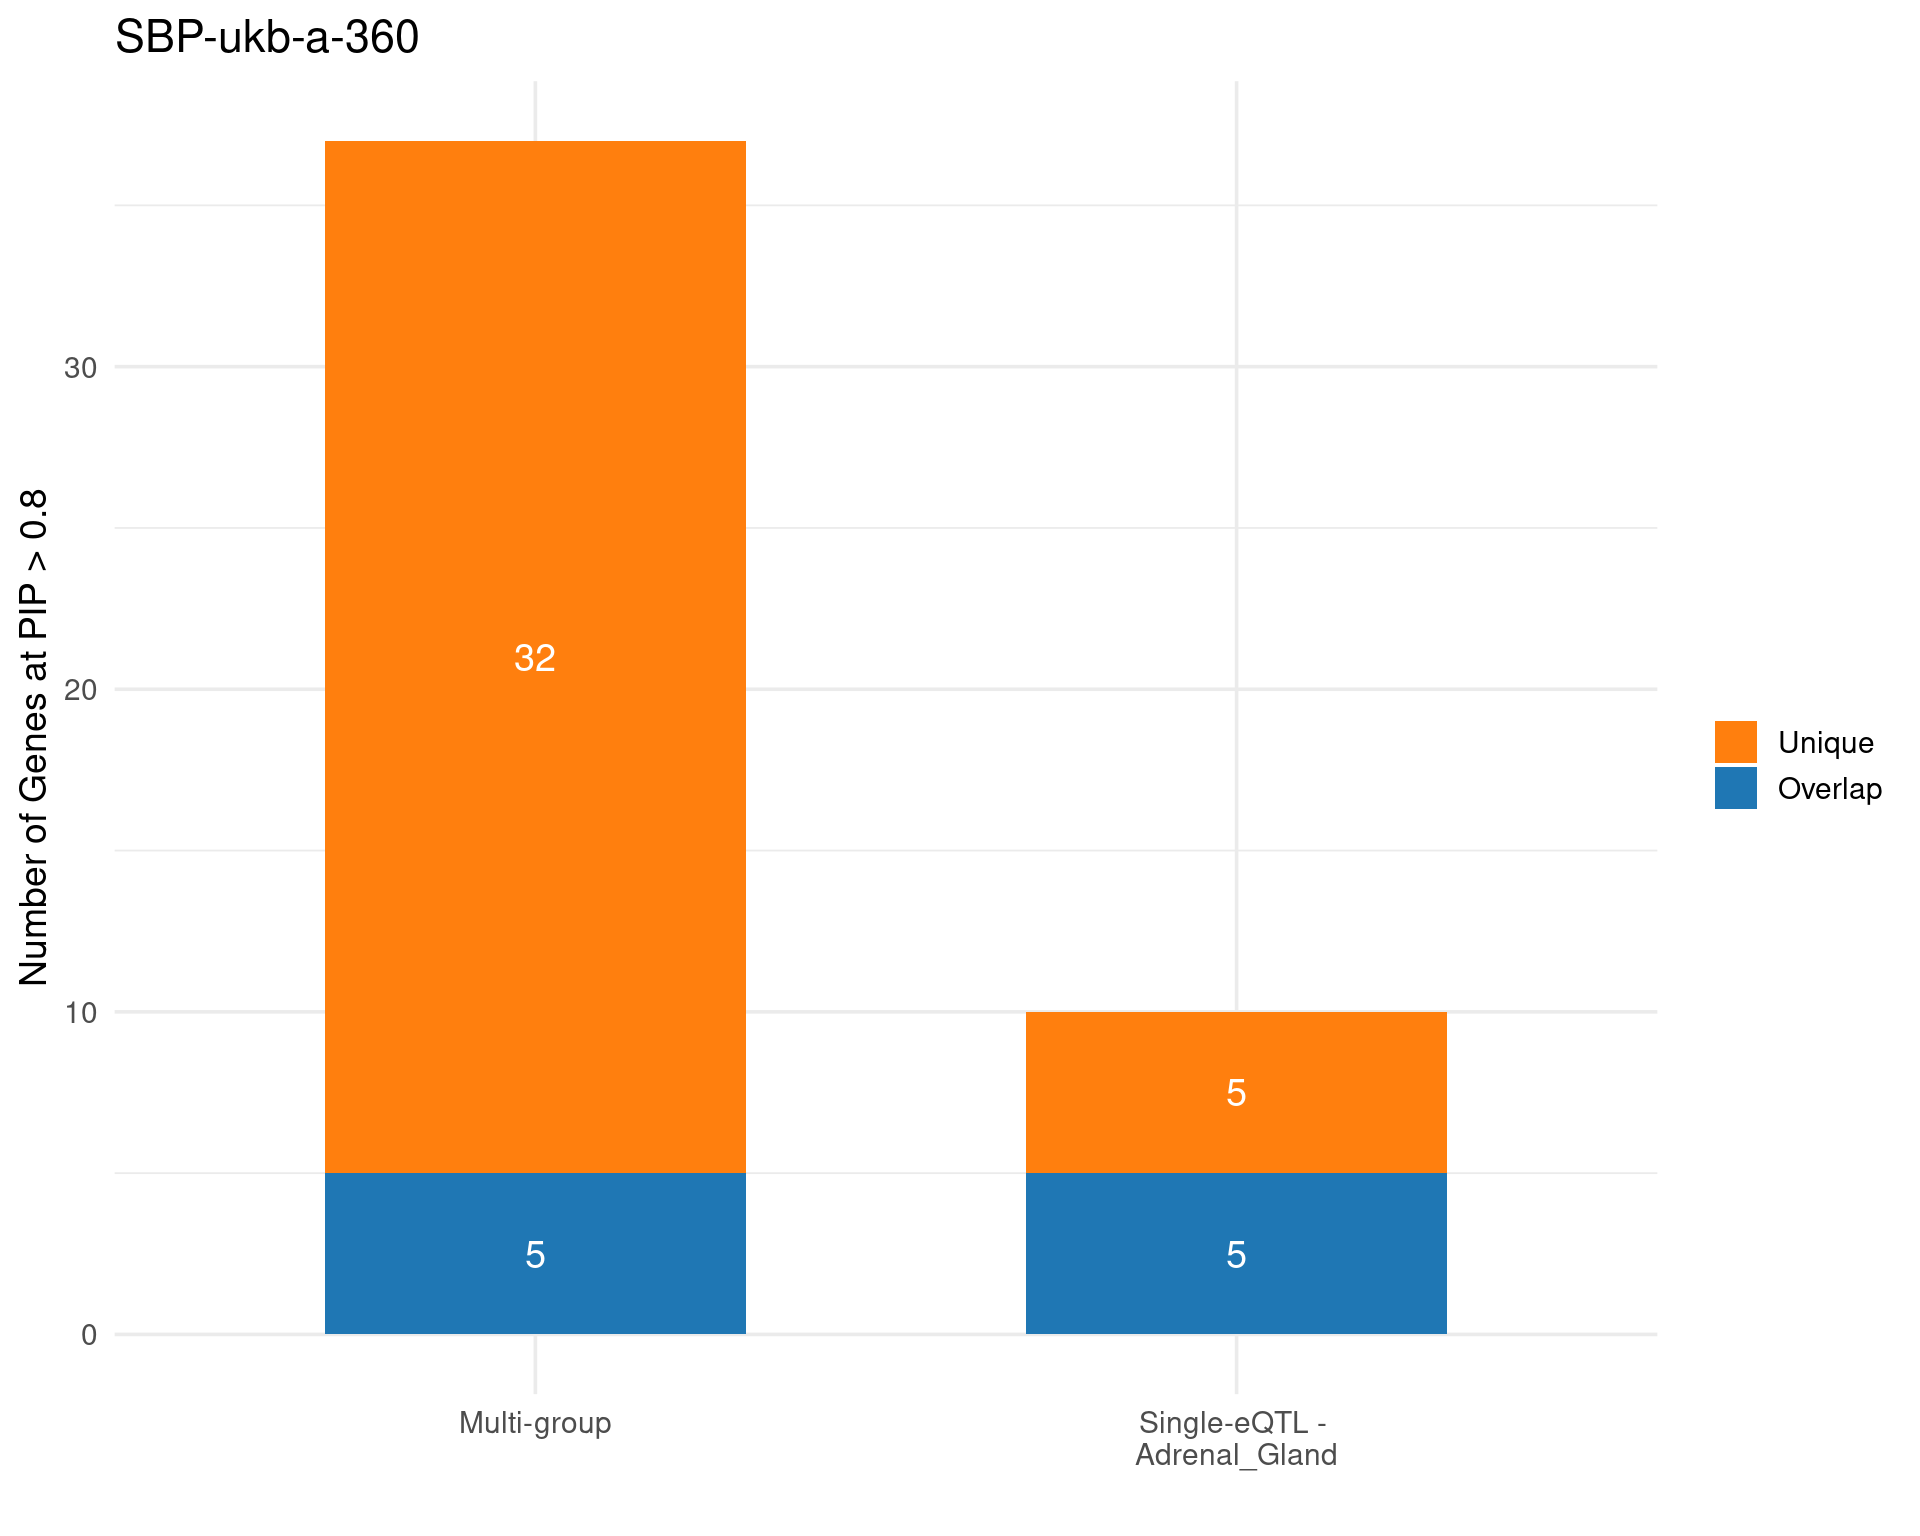 SBP-ukb-a-360
Number of Genes at PIP > 0.8
30
20
10
0
32
5
5
5
Multi-group
Single-eQTL -
Adrenal_Gland
Unique
Overlap